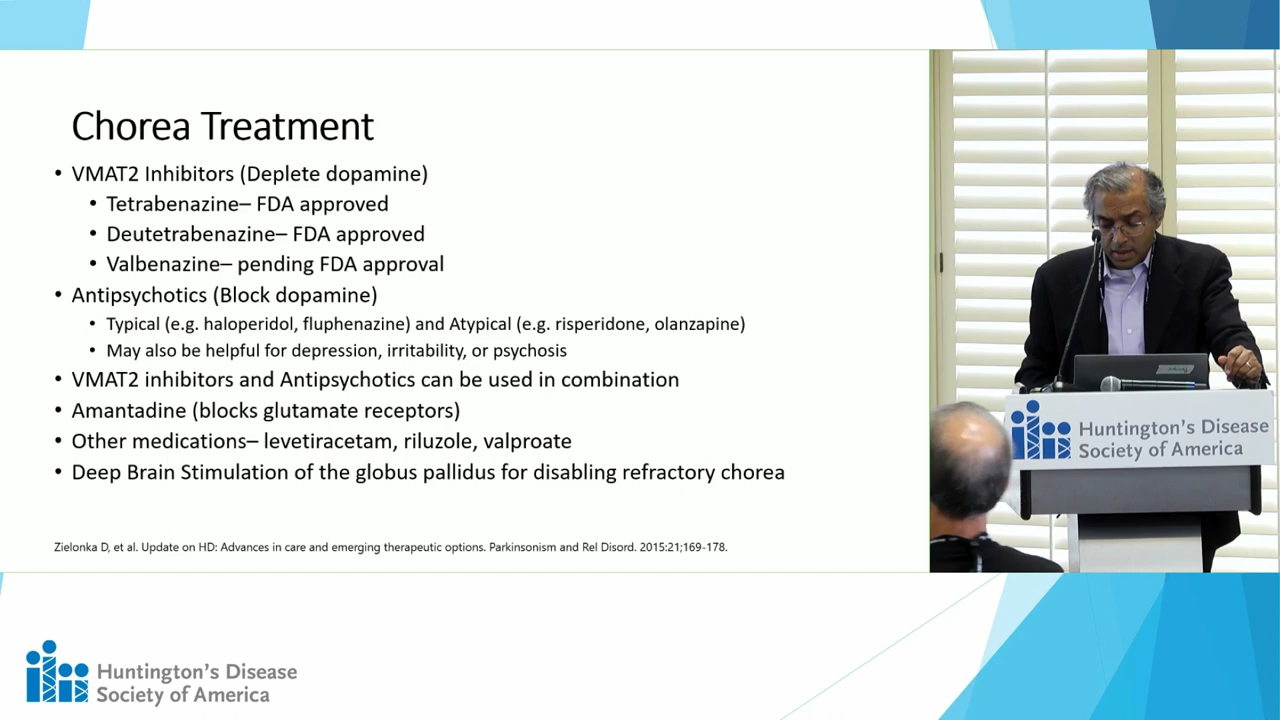 Chorea Treatment
• VMAT2 Inhibitors (Deplete dopamine)
• Tetrabenazine– FDA approved
• Deutetrabenazine– FDA approved
• Valbenazine– pending FDA approval
• Antipsychotics (Block dopamine)
• Typical (e.g. haloperidol, fluphenazine) and Atypical (e.g. risperidone, olanzapine)
• May also be helpful for depression, irritability, or psychosis
• VMAT2 inhibitors and Antipsychotics can be used in combination
• Amantadine (blocks glutamate receptors)
• Other medications– levetiracetam, riluzole, valproate
• Deep Brain Stimulation of the globus pallidus for disabling refractory chorea
Zielonka D, et al. Update on HD: Advances in care and emerging therapeutic options. Parkinsonism and Rel Disord. 2015:21;169-178.
Huntington's Disease
Society of America
Huntington's Disease
Society of America